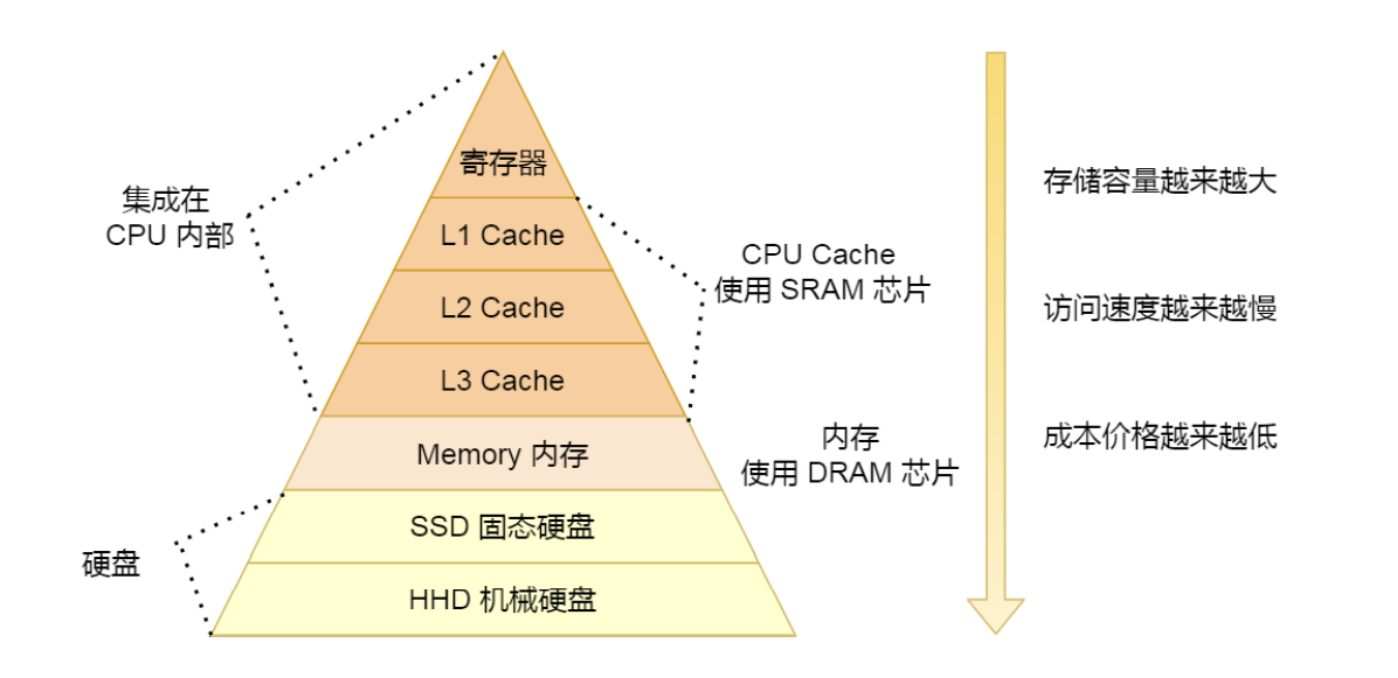 寄存器
集成在
CPU 内部
L1 Cache
L2 Cache
L3 Cache
CPU Cache
使用 SRAM 芯片
Memory 内存
内存
使用 DRAM 芯片
硬盘
SSD 固态硬盘
HHD 机械硬盘
存储容量越来越大
访问速度越来越慢
成本价格越来越低